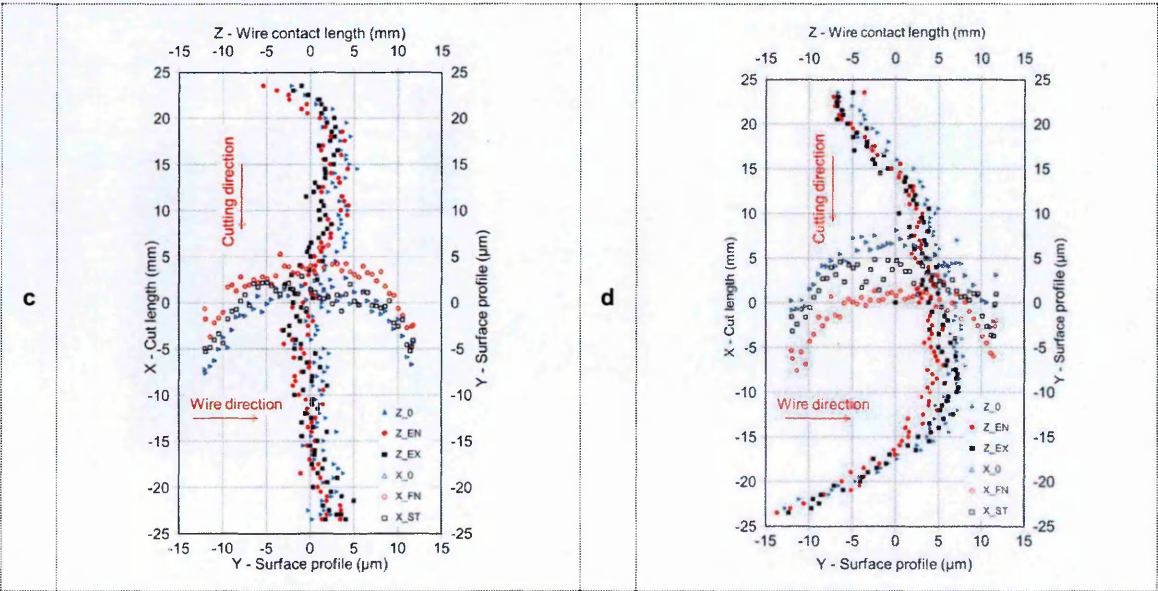 c
Z - Wire contact length (mm)
-15 -10 -5 0 5 10 15
25 25
20 20
15 15
10 10
5 5
0 0
-5 -5
-10 -10
-15 -15
-20 -20
-25 -25
X - Cut length (mm)
Y - Surface profile (µm)
Cutting direction
Wire direction
Z_0
Z_EN
Z_EX
X_0
X_FN
X_ST
-15 -10 -5 0 5 10 15
Y - Surface profile (µm)
d
Z - Wire contact length (mm)
-15 -10 -5 0 5 10 15
25 25
20 20
15 15
10 10
5 5
0 0
-5 -5
-10 -10
-15 -15
-20 -20
-25 -25
X - Cut length (mm)
Y - Surface profile (µm)
Cutting direction
Wire direction
Z_0
Z_EN
Z_EX
X_0
X_FN
X_ST
-15 -10 -5 0 5 10 15
Y - Surface profile (µm)